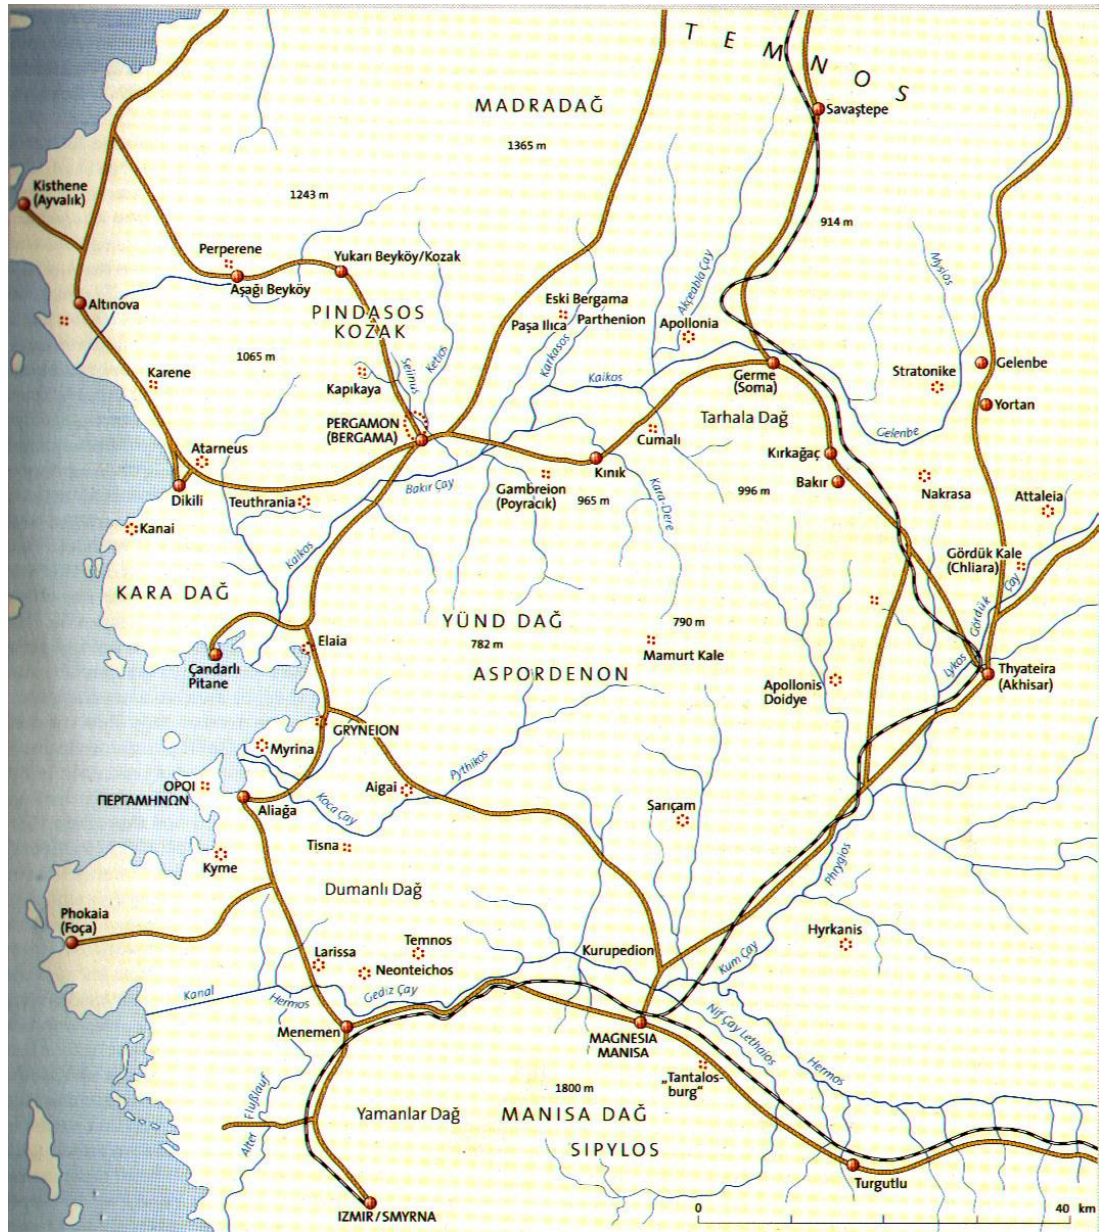 TEMNOS
MADRADAĞ
Savaştepe
1365 m
Kisthene
(Ayvalık)
1243 m
914 m
Perperene
Yukarı Beyköy/Kozak
Akçeabla Çay
Mysios
Aşağı Beyköy
Altınova
PINDASOS
KOZAK
Eski Bergama
Paşa Ilıca
Parthenion
Apollonia
1065 m
Selinus
Ketios
Karkasos
Karene
Kapıkaya
Kaikos
Germe
(Soma)
Stratonike
Gelenbe
Yortan
PERGAMON
(BERGAMA)
Tarhala Dağ
Cumalı
Gelenbe
Atarneus
Kınık
Kırkağaç
Dikili
Teuthrania
Bakır Çay
Gambreion
(Poyracık)
965 m
Kara-Dere
996 m
Bakır
Nakrasa
Attaleia
Kanai
Kaikos
Gördük Kale
(Chliara)
KARA DAĞ
YÜND DAĞ
782 m
790 m
Gördük Çay
Elaia
Mamurt Kale
Lykos
Çandarlı
Pitane
ASPORDENON
Apollonis
Doidye
Thyateira
(Akhisar)
GRYNEION
Myrina
Pythikos
ΟΡΟΙ
ΠΕΡΓΑΜΗΝΩΝ
Aigai
Koca Çay
Aliağa
Sarıçam
Tisna
Kyme
Phrygios
Dumanlı Dağ
Phokaia
(Foça)
Hyrkanis
Larissa
Temnos
Kurupedion
Neonteichos
Kum Çay
Kanal
Hermos
Gediz Çay
Menemen
MAGNESIA
MANISA
Nif Çay Lethaios
Hermos
„Tantalos-
burg“
1800 m
Alter Flußlauf
Yamanlar Dağ
MANISA DAĞ
SIPYLOS
Turgutlu
IZMIR/SMYRNA
0 40 km